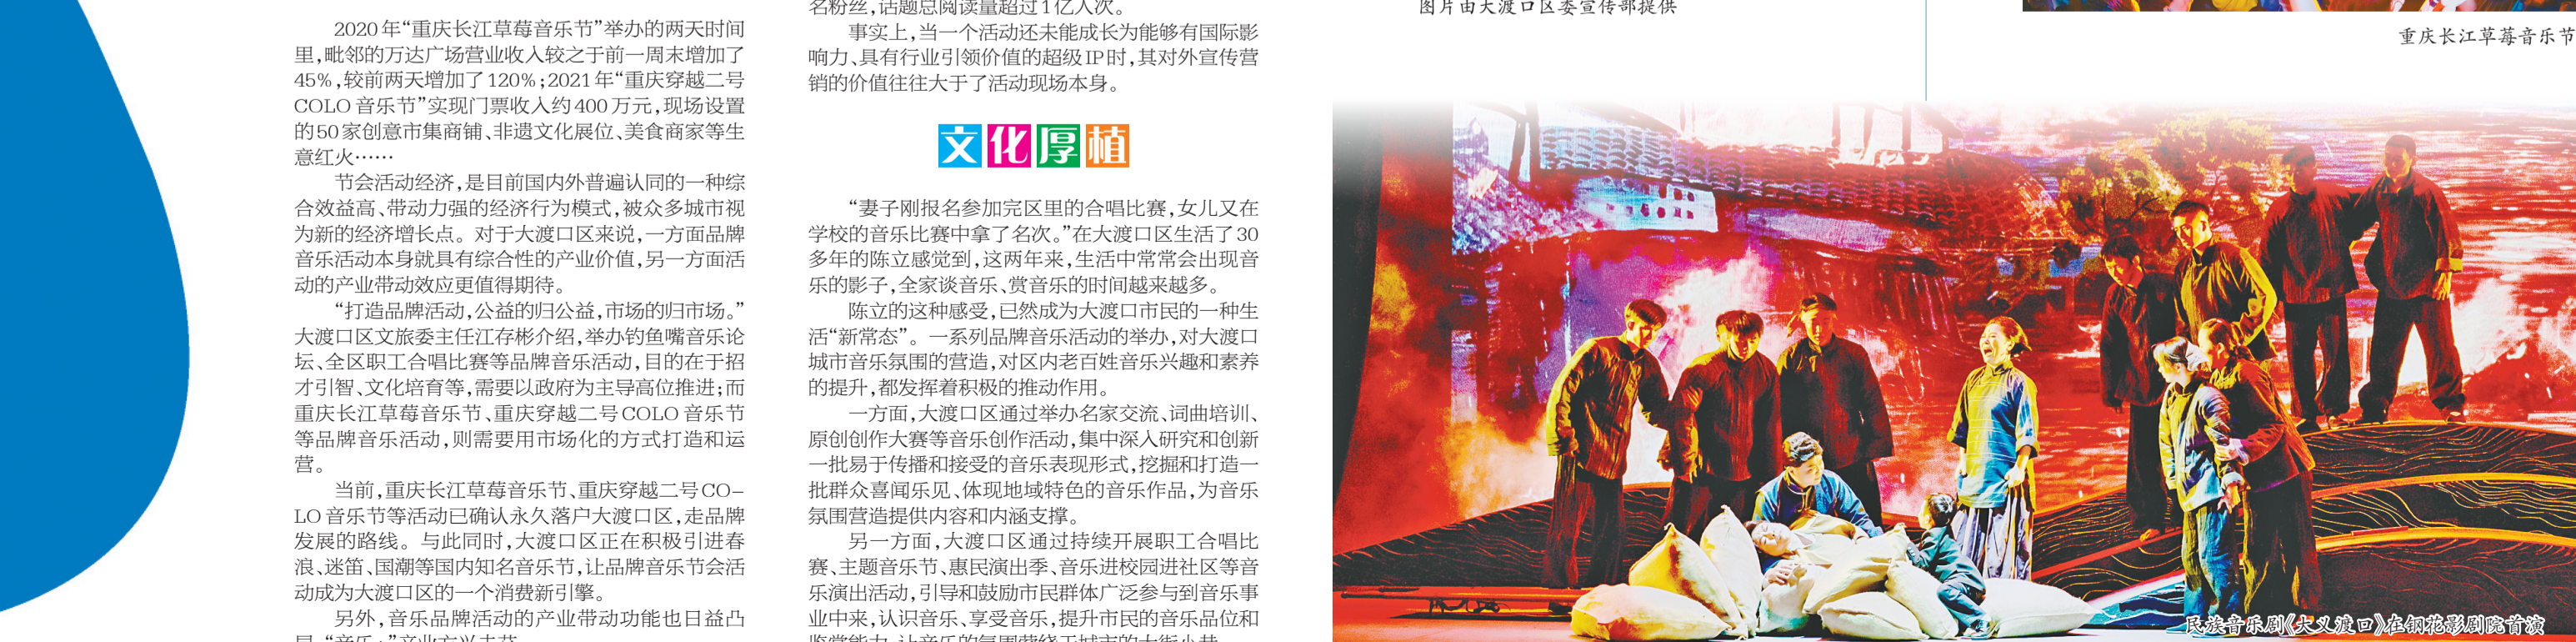 2020年“重庆长江草莓音乐节”举办的两天时间
里,毗邻的万达广场营业收入较之于前一周末增加了
45%,较前两天增加了120%;2021年“重庆穿越二号
COLO音乐节”实现门票收入约400万元,现场设置
的50家创意市集商铺、非遗文化展位、美食商家等生
意红火……
节会活动经济,是目前国内外普遍认同的一种综
合效益高、带动力强的经济行为模式,被众多城市视
为新的经济增长点。对于大渡口区来说,一方面品牌
音乐活动本身就具有综合性的产业价值,另一方面活
动的产业带动效应更值得期待。
“打造品牌活动,公益的归公益,市场的归市场。”
大渡口区文旅委主任江存彬介绍,举办钓鱼嘴音乐论
坛、全区职工合唱比赛等品牌音乐活动,目的在于招
才引智、文化培育等,需要以政府为主导高位推进;而
重庆长江草莓音乐节、重庆穿越二号COLO音乐节
等品牌音乐活动,则需要用市场化的方式打造和运
营。
当前,重庆长江草莓音乐节、重庆穿越二号CO-
LO音乐节等活动已确认永久落户大渡口区,走品牌
发展的路线。与此同时,大渡口区正在积极引进春
浪、迷笛、国潮等国内知名音乐节,让品牌音乐节会活
动成为大渡口区的一个消费新引擎。
另外,音乐品牌活动的产业带动功能也日益凸
名粉丝,话题总阅读量超过1亿人次。
事实上,当一个活动还未能成长为能够有国际影
响力、具有行业引领价值的超级IP时,其对外宣传营
销的价值往往大于了活动现场本身。
文化厚植
“妻子刚报名参加完区里的合唱比赛,女儿又在
学校的音乐比赛中拿了名次。”在大渡口区生活了30
多年的陈立感觉到,这两年来,生活中常常会出现音
乐的影子,全家谈音乐、赏音乐的时间越来越多。
陈立的这种感受,已然成为大渡口市民的一种生
活“新常态”。一系列品牌音乐活动的举办,对大渡口
城市音乐氛围的营造,对区内老百姓音乐兴趣和素养
的提升,都发挥着积极的推动作用。
一方面,大渡口区通过举办名家交流、词曲培训、
原创创作大赛等音乐创作活动,集中深入研究和创新
一批易于传播和接受的音乐表现形式,挖掘和打造一
批群众喜闻乐见、体现地域特色的音乐作品,为音乐
氛围营造提供内容和内涵支撑。
另一方面,大渡口区通过持续开展职工合唱比
赛、主题音乐节、惠民演出季、音乐进校园进社区等音
乐演出活动,引导和鼓励市民群体广泛参与到音乐事
业中来,认识音乐、享受音乐,提升市民的音乐品位和
图片由大渡口区委宣传部提供
重庆长江草莓音乐节
民族音乐剧《大义渡口》在钢花影剧院首演